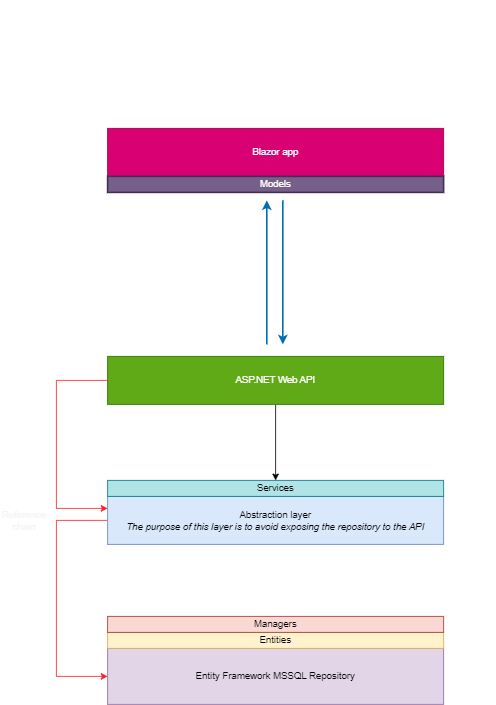 Blazor app
Models
ASP.NET Web API
Services
Abstraction layer
The purpose of this layer is to avoid exposing the repository to the API
Reference
chain
Managers
Entities
Entity Framework MSSQL Repository